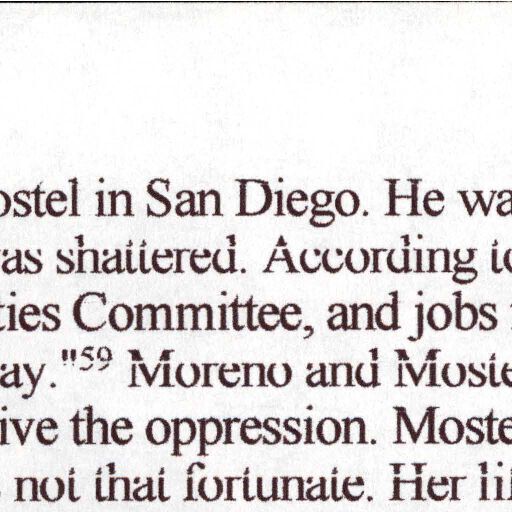 ostel in San Diego. He wa
as shattered. According to
ties Committee, and jobs
ay."59 Moreno and Moste
ive the oppression. Moste
not that fortunate. Her li